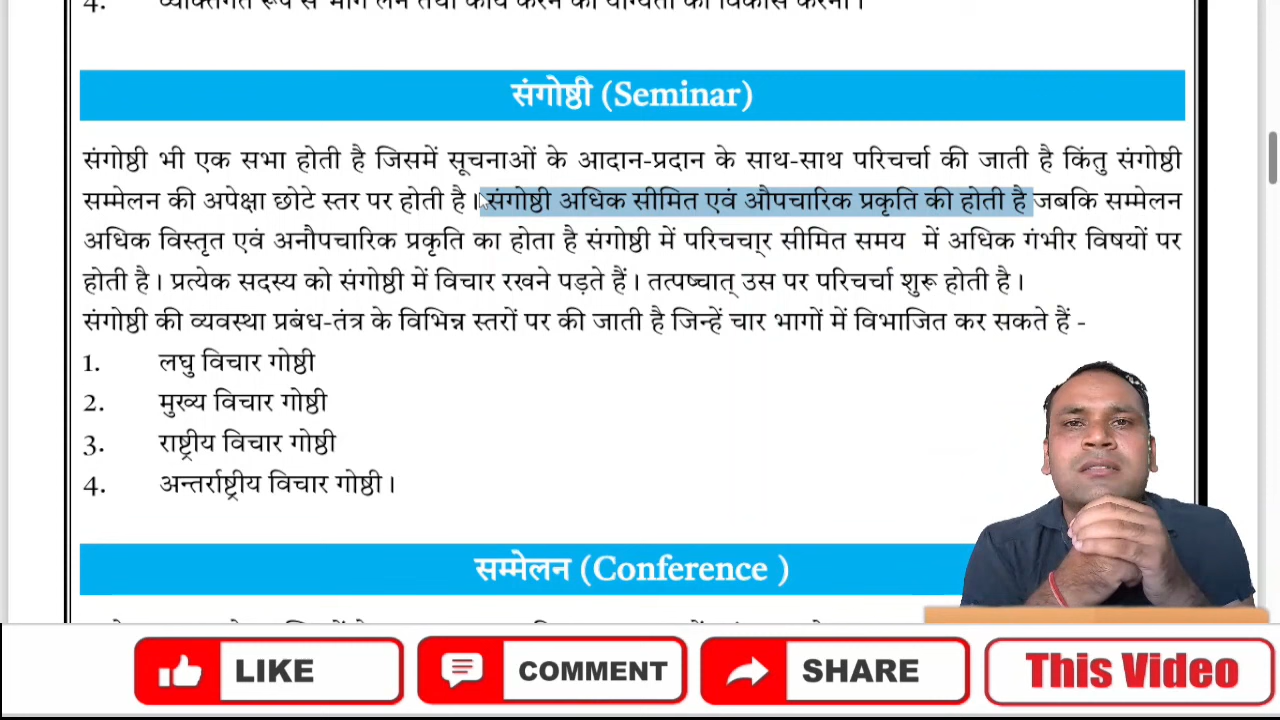 संगोष्ठी (Seminar)
संगोष्ठी भी एक सभा होती है जिसमें सूचनाओं के आदान-प्रदान के साथ-साथ परिचर्चा की जाती है किंतु संगोष्ठी
सम्मेलन की अपेक्षा छोटे स्तर पर होती है। संगोष्ठी अधिक सीमित एवं औपचारिक प्रकृति की होती है जबकि सम्मेलन
अधिक विस्तृत एवं अनौपचारिक प्रकृति का होता है संगोष्ठी में परिचचा्र सीमित समय में अधिक गंभीर विषयों पर
होती है। प्रत्येक सदस्य को संगोष्ठी में विचार रखने पड़ते हैं। तत्पष्चात् उस पर परिचर्चा शुरू होती है।
संगोष्ठी की व्यवस्था प्रबंध-तंत्र के विभिन्न स्तरों पर की जाती है जिन्हें चार भागों में विभाजित कर सकते हैं -
1. लघु विचार गोष्ठी
2. मुख्य विचार गोष्ठी
3. राष्ट्रीय विचार गोष्ठी
4. अन्तर्राष्ट्रीय विचार गोष्ठी।
सम्मेलन (Conference )
LIKE COMMENT SHARE This Video